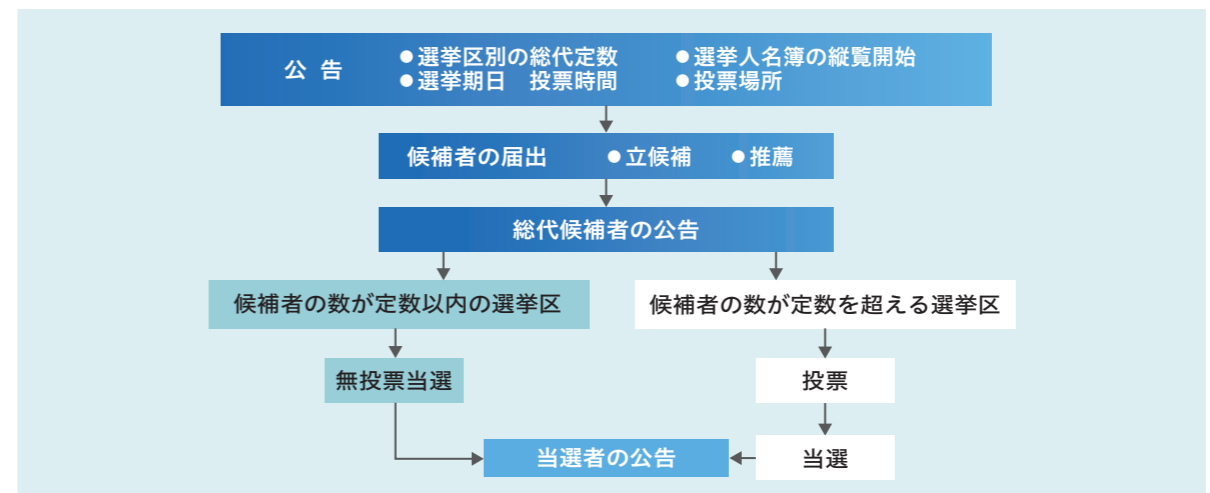 公 告
●選挙区別の総代定数 ●選挙人名簿の縦覧開始
●選挙期日 投票時間 ●投票場所
候補者の届出 ●立候補 ●推薦
総代候補者の公告
候補者の数が定数以内の選挙区
候補者の数が定数を超える選挙区
無投票当選
投票
当選者の公告
当選